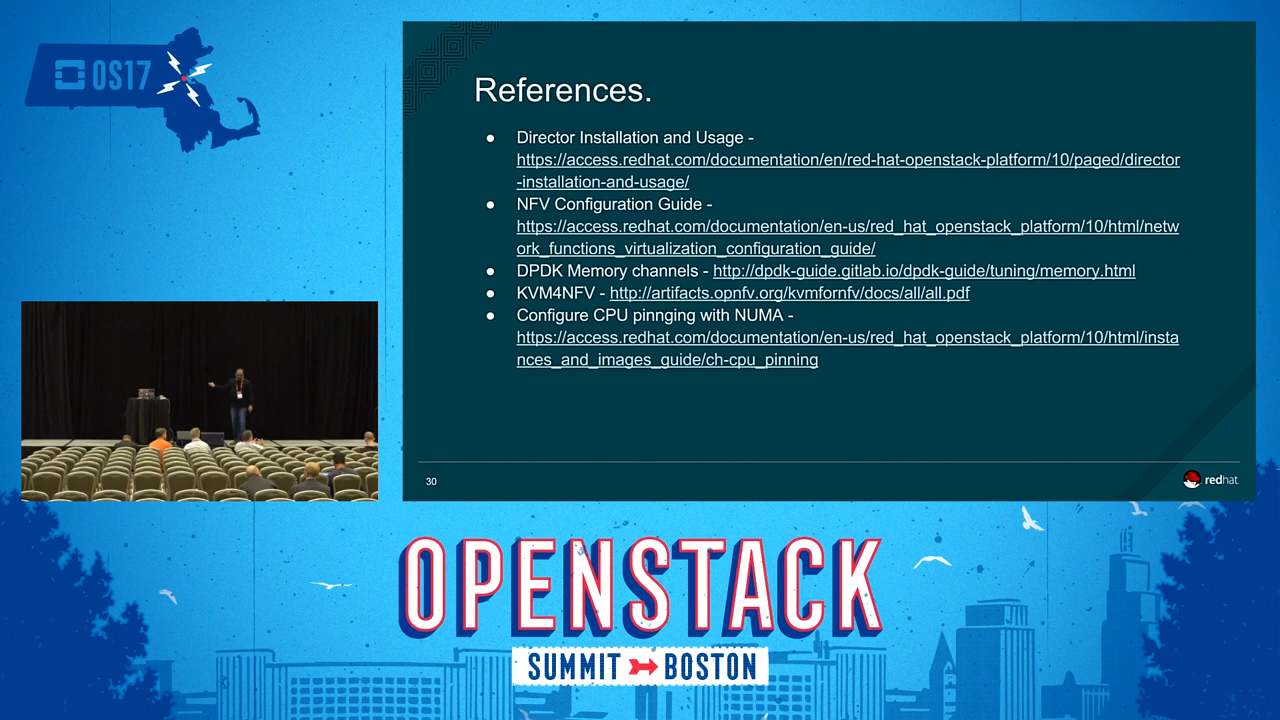 OS17
References.
● Director Installation and Usage -
https://access.redhat.com/documentation/en/red-hat-openstack-platform/10/paged/director
-installation-and-usage/
● NFV Configuration Guide -
https://access.redhat.com/documentation/en-us/red_hat_openstack_platform/10/html/netw
ork_functions_virtualization_configuration_guide/
● DPDK Memory channels - http://dpdk-guide.gitlab.io/dpdk-guide/tuning/memory.html
● KVM4NFV - http://artifacts.opnfv.org/kvmfornfv/docs/all/all.pdf
● Configure CPU pinnging with NUMA -
https://access.redhat.com/documentation/en-us/red_hat_openstack_platform/10/html/insta
nces_and_images_guide/ch-cpu_pinning
30
redhat.
OPENSTACK
SUMMIT BOSTON